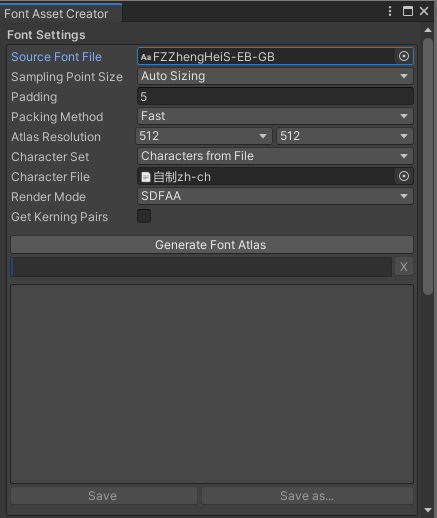 Font Asset Creator
Font Settings
Source Font File Aa FZZhengHeiS-EB-GB
Sampling Point Size Auto Sizing
Padding 5
Packing Method Fast
Atlas Resolution 512 512
Character Set Characters from File
Character File 自制zh-ch
Render Mode SDFAA
Get Kerning Pairs
Generate Font Atlas
X
Save Save as...